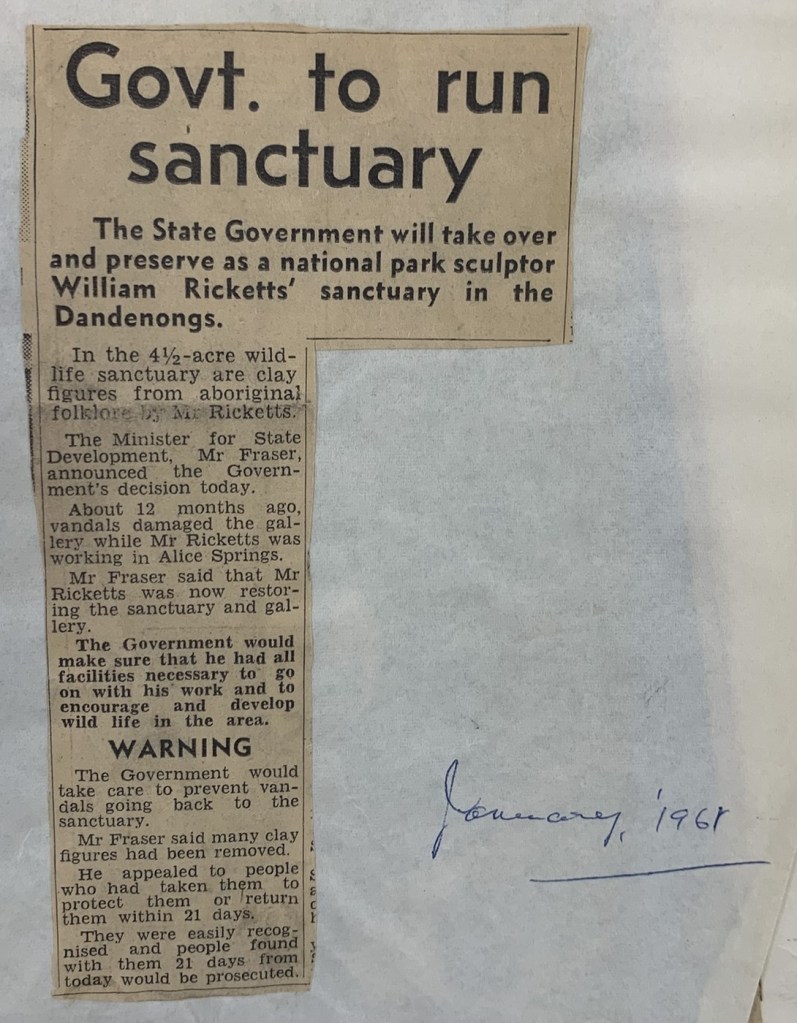 Govt. to run
sanctuary
The State Government will take over
and preserve as a national park sculptor
William Ricketts' sanctuary in the
Dandenongs.
In the 4½-acre wild-
life sanctuary are clay
figures from aboriginal
folklore by Mr Ricketts.
The Minister for State
Development, Mr Fraser,
announced the Govern-
ment's decision today.
About 12 months ago,
vandals damaged the gal-
lery while Mr Ricketts was
working in Alice Springs.
Mr Fraser said that Mr
Ricketts was now restor-
ing the sanctuary and gal-
lery.
The Government would
make sure that he had all
facilities necessary to go
on with his work and to
encourage and develop
wild life in the area.
WARNING
The Government would
take care to prevent van-
dals going back to the
sanctuary.
Mr Fraser said many clay
figures had been removed.
He appealed to people
who had taken them to
protect them or return
them within 21 days.
They were easily recog-
nised and people found
with them 21 days from
today would be prosecuted.
January, '1961